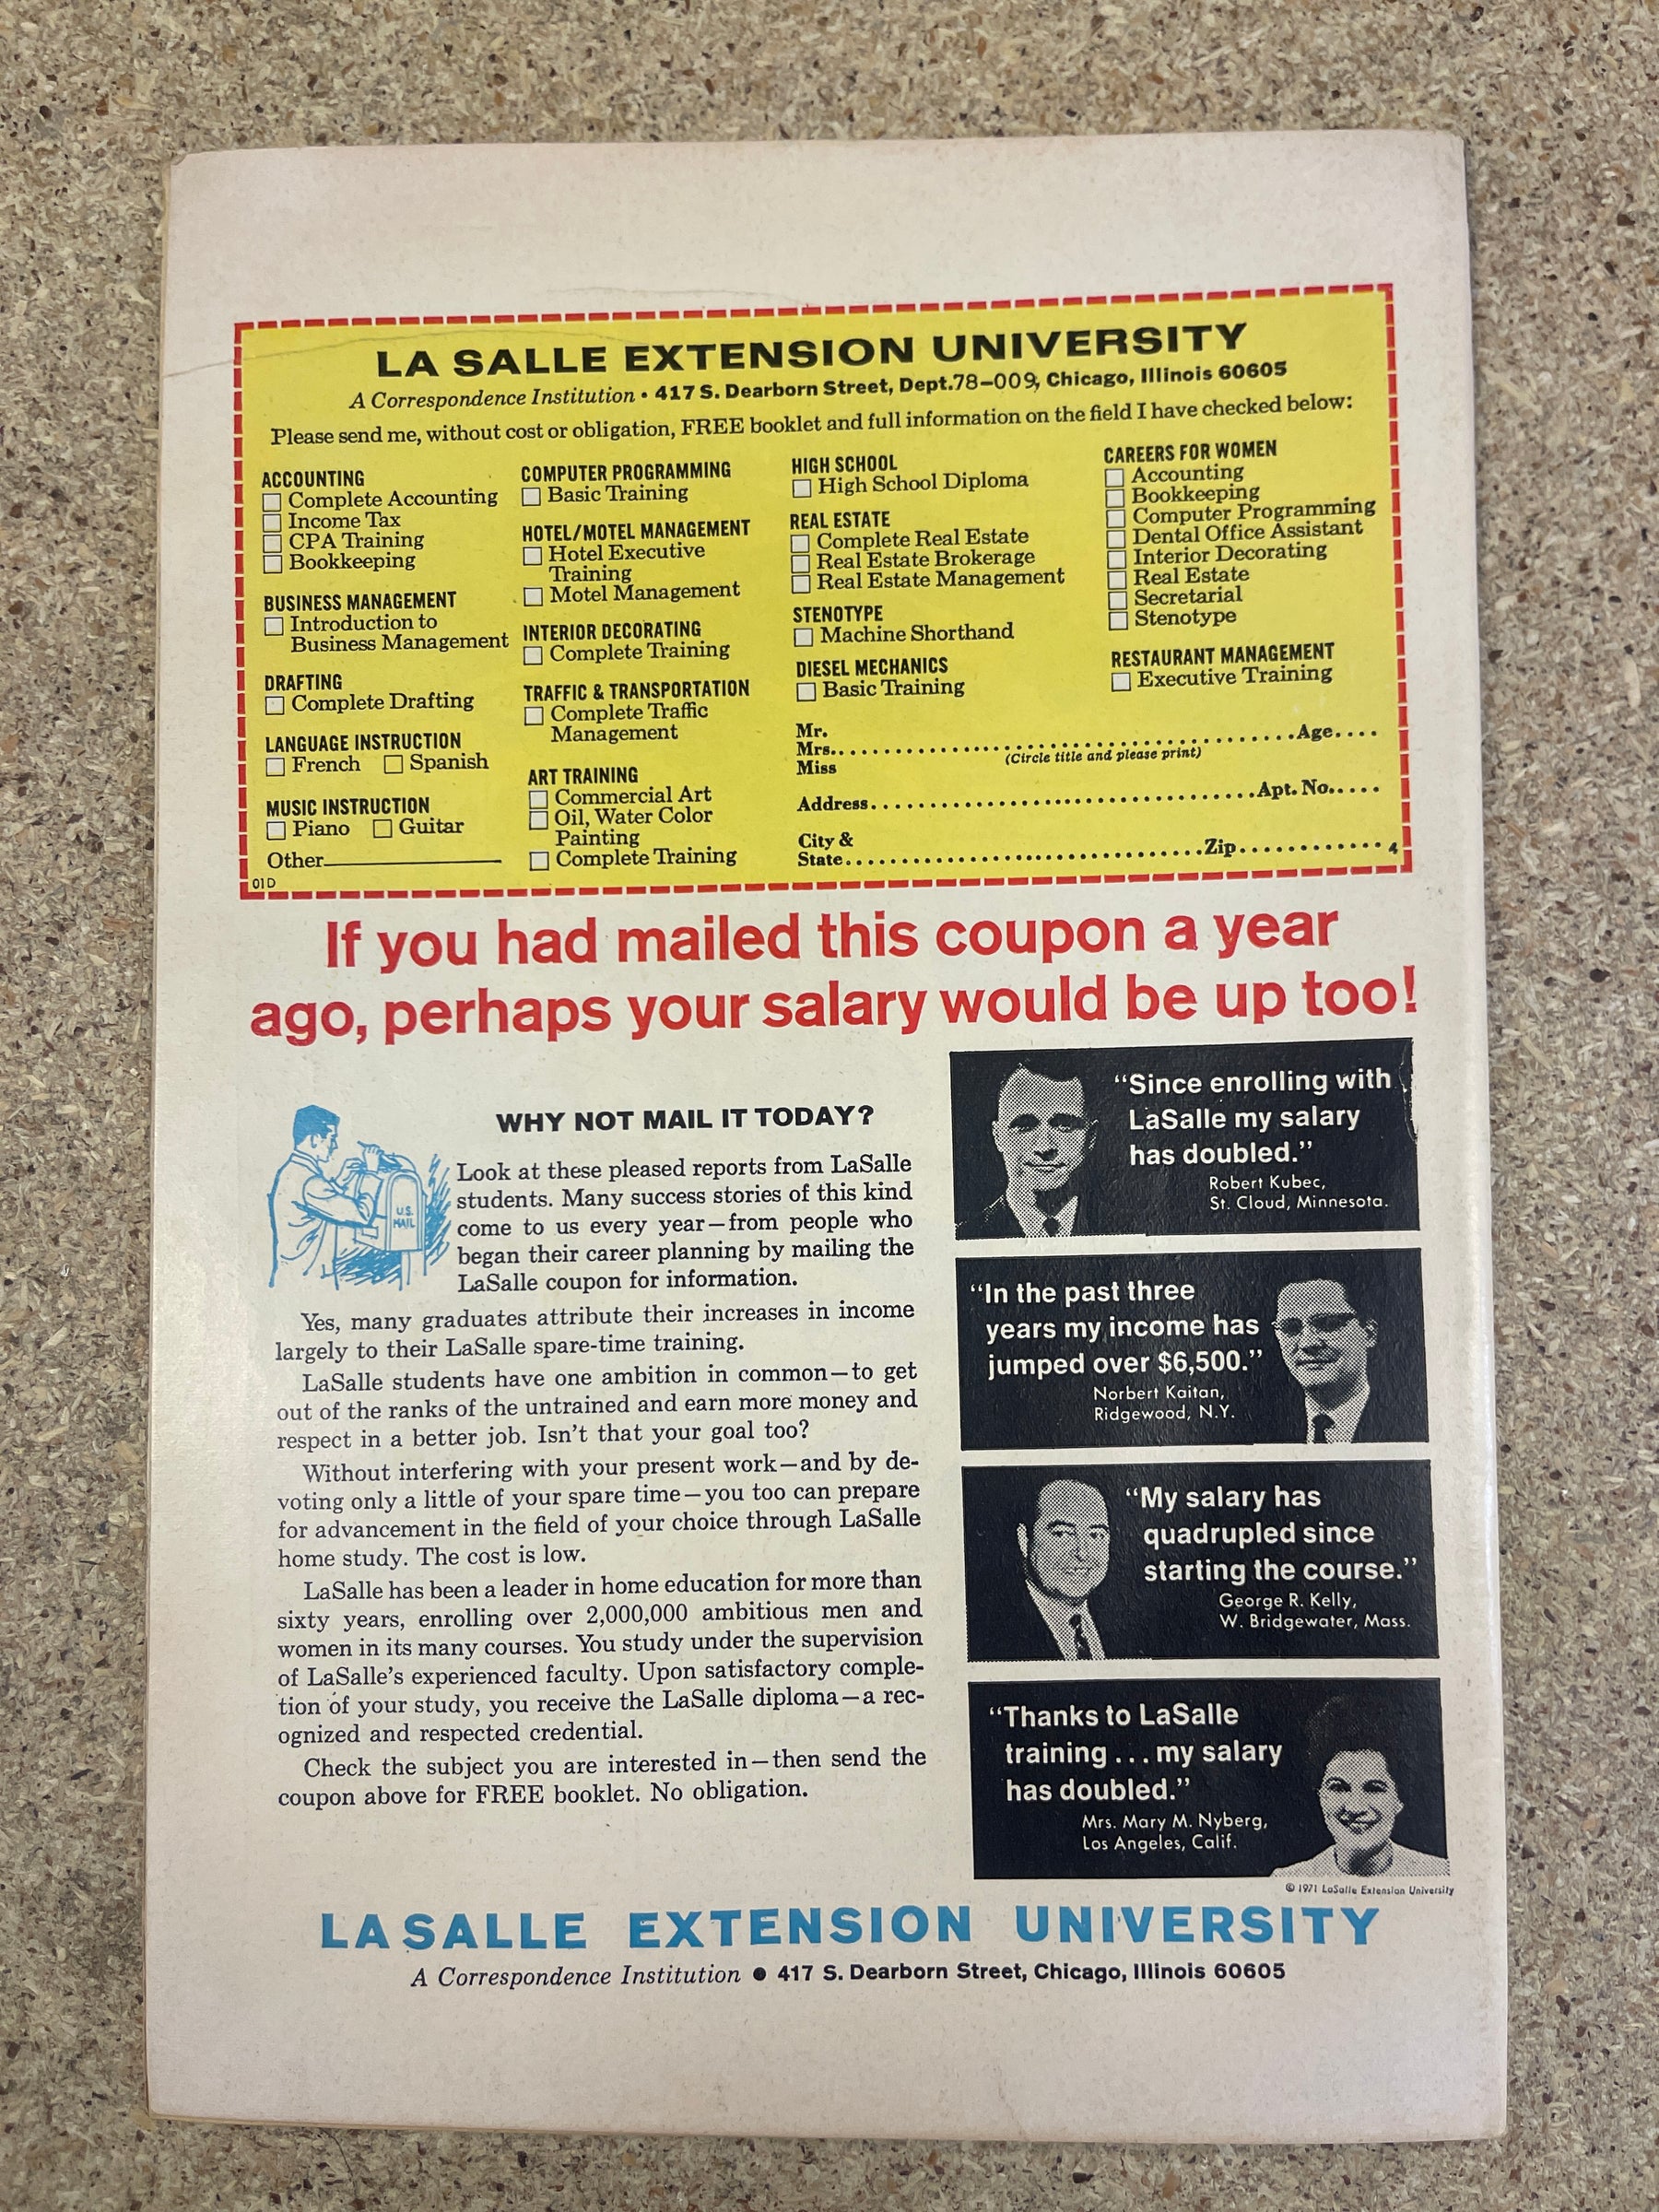 LA SALLE EXTENSION UNIVERSITY
A Correspondence Institution • 417 S. Dearborn Street, Dept.78-009, Chicago, Illinois 60605
Please send me, without cost or obligation, FREE booklet and full information on the field I have checked below:
ACCOUNTING
Complete Accounting
Income Tax
CPA Training
Bookkeeping
BUSINESS MANAGEMENT
Introduction to
Business Management
DRAFTING
Complete Drafting
LANGUAGE INSTRUCTION
French Spanish
MUSIC INSTRUCTION
Piano Guitar
Other
01D
COMPUTER PROGRAMMING
Basic Training
HOTEL/MOTEL MANAGEMENT
Hotel Executive
Training
Motel Management
INTERIOR DECORATING
Complete Training
TRAFFIC & TRANSPORTATION
Complete Traffic
Management
ART TRAINING
Commercial Art
Oil, Water Color
Painting
Complete Training
HIGH SCHOOL
High School Diploma
REAL ESTATE
Complete Real Estate
Real Estate Brokerage
Real Estate Management
STENOTYPE
Machine Shorthand
DIESEL MECHANICS
Basic Training
CAREERS FOR WOMEN
Accounting
Bookkeeping
Computer Programming
Dental Office Assistant
Interior Decorating
Real Estate
Secretarial
Stenotype
RESTAURANT MANAGEMENT
Executive Training
Mr.
Mrs. Age
(Circle title and please print)
Miss
Address Apt. No.
City &
State Zip 4
If you had mailed this coupon a year
ago, perhaps your salary would be up too!
WHY NOT MAIL IT TODAY?
U.S.
MAIL
Look at these pleased reports from LaSalle
students. Many success stories of this kind
come to us every year—from people who
began their career planning by mailing the
LaSalle coupon for information.
Yes, many graduates attribute their increases in income
largely to their LaSalle spare-time training.
LaSalle students have one ambition in common—to get
out of the ranks of the untrained and earn more money and
respect in a better job. Isn't that your goal too?
Without interfering with your present work—and by de-
voting only a little of your spare time—you too can prepare
for advancement in the field of your choice through LaSalle
home study. The cost is low.
LaSalle has been a leader in home education for more than
sixty years, enrolling over 2,000,000 ambitious men and
women in its many courses. You study under the supervision
of LaSalle's experienced faculty. Upon satisfactory comple-
tion of your study, you receive the LaSalle diploma—a rec-
ognized and respected credential.
Check the subject you are interested in—then send the
coupon above for FREE booklet. No obligation.
"Since enrolling with
LaSalle my salary
has doubled."
Robert Kubec,
St. Cloud, Minnesota.
"In the past three
years my income has
jumped over $6,500."
Norbert Kaitan,
Ridgewood, N.Y.
"My salary has
quadrupled since
starting the course."
George R. Kelly,
W. Bridgewater, Mass.
"Thanks to LaSalle
training ... my salary
has doubled."
Mrs. Mary M. Nyberg,
Los Angeles, Calif.
© 1971 LaSalle Extension University
LASALLE EXTENSION UNIVERSITY
A Correspondence Institution • 417 S. Dearborn Street, Chicago, Illinois 60605